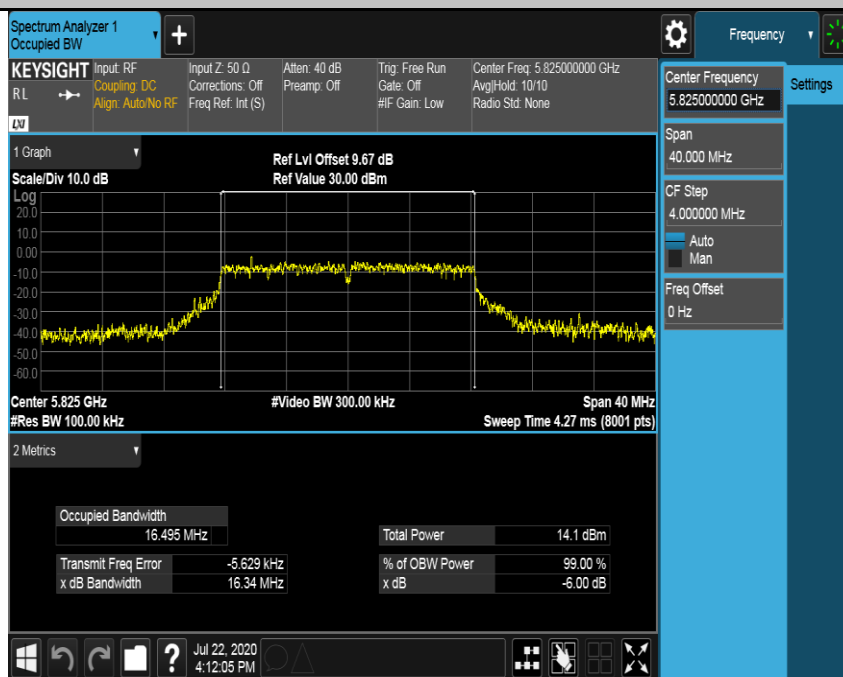 Spectrum Analyzer 1
Occupied BW
+
Frequency
KEYSIGHT
RL
LXI
Input: RF
Coupling: DC
Align: Auto/No RF
Input Z: 50 Ω
Corrections: Off
Freq Ref: Int (S)
Atten: 40 dB
Preamp: Off
Trig: Free Run
Gate: Off
#IF Gain: Low
Center Freq: 5.825000000 GHz
Avg|Hold: 10/10
Radio Std: None
Center Frequency
5.825000000 GHz
Settings
Span
40.000 MHz
CF Step
4.000000 MHz
Auto
Man
Freq Offset
0 Hz
1 Graph
Scale/Div 10.0 dB
Ref Lvl Offset 9.67 dB
Ref Value 30.00 dBm
Log
20.0
10.0
0.00
-10.0
-20.0
-30.0
-40.0
-50.0
-60.0
Center 5.825 GHz
#Video BW 300.00 kHz
Span 40 MHz
#Res BW 100.00 kHz
Sweep Time 4.27 ms (8001 pts)
2 Metrics
Occupied Bandwidth
16.495 MHz
Total Power 14.1 dBm
Transmit Freq Error -5.629 kHz
% of OBW Power 99.00 %
x dB Bandwidth 16.34 MHz
x dB -6.00 dB
?
Jul 22, 2020
4:12:05 PM